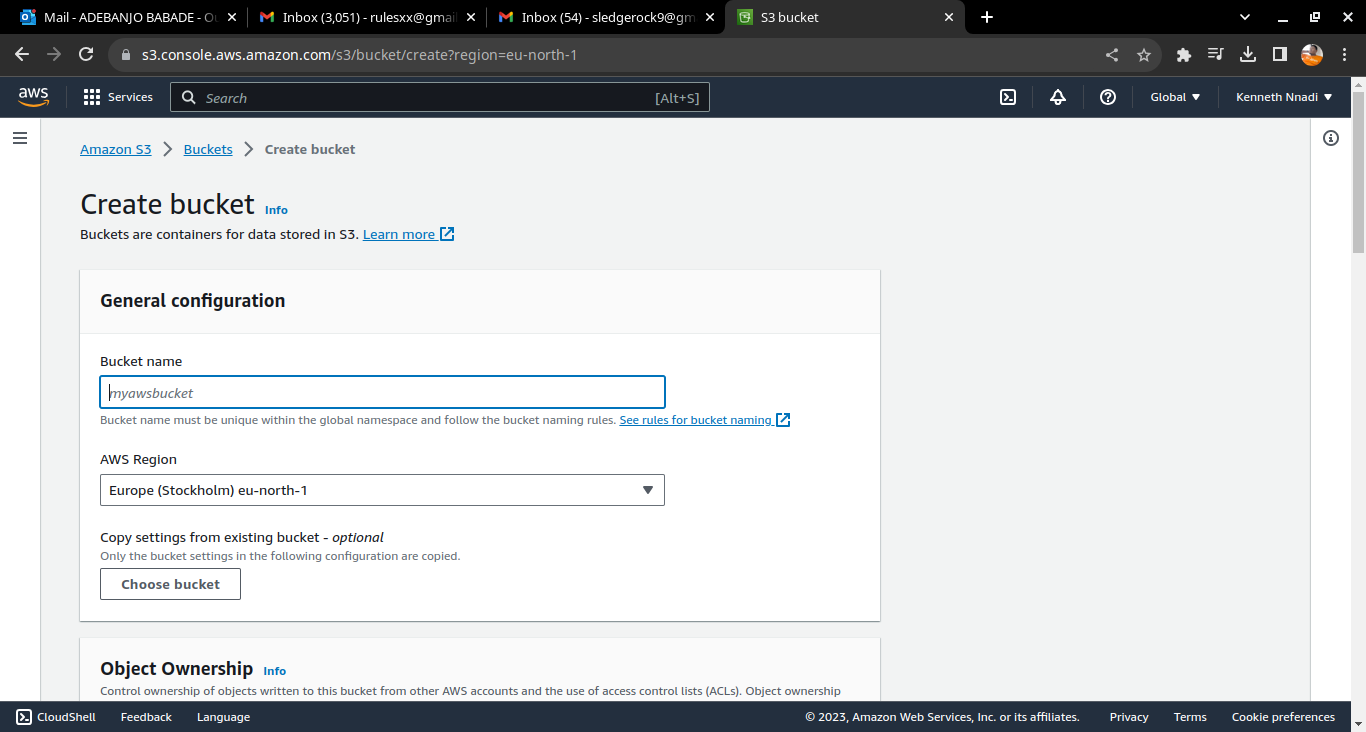 Mail - ADEBANJO BABADE - Ou
Inbox (3,051) - rulesxx@gmail
Inbox (54) - sledgerock9@gm
S3 bucket
s3.console.aws.amazon.com/s3/bucket/create?region=eu-north-1
aws
Services
Search
[Alt+S]
Global
Kenneth Nnadi
Amazon S3
Buckets
Create bucket
Create bucket Info
Buckets are containers for data stored in S3. Learn more
General configuration
Bucket name
myawsbucket
Bucket name must be unique within the global namespace and follow the bucket naming rules. See rules for bucket naming
AWS Region
Europe (Stockholm) eu-north-1
Copy settings from existing bucket - optional
Only the bucket settings in the following configuration are copied.
Choose bucket
Object Ownership Info
Control ownership of objects written to this bucket from other AWS accounts and the use of access control lists (ACLs). Object ownership
CloudShell
Feedback
Language
© 2023, Amazon Web Services, Inc. or its affiliates.
Privacy
Terms
Cookie preferences